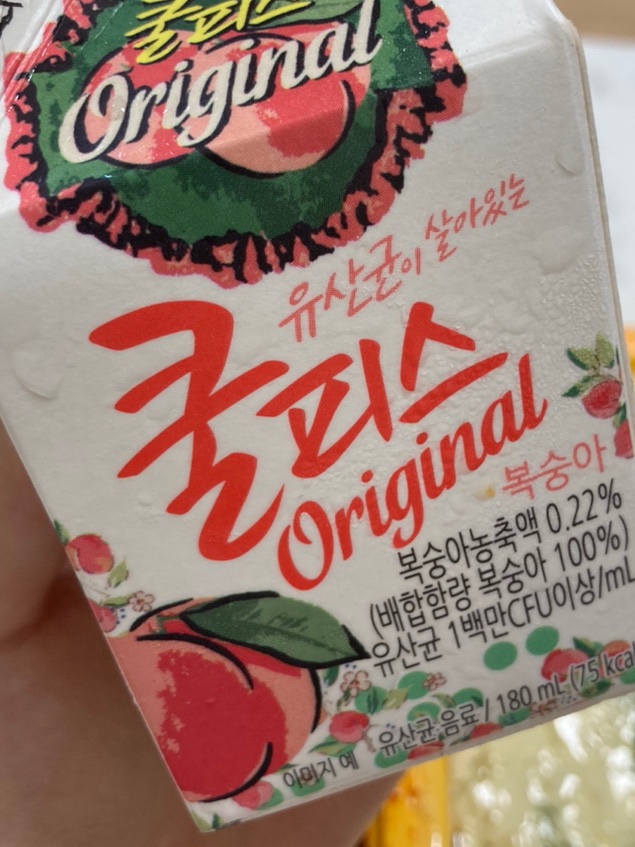 쿨피스
Original
유산균이 살아있는
쿨피스
Original
복숭아
복숭아농축액 0.22%
(배합함량 복숭아 100%)
유산균 1백만CFU이상/mL
유산균음료 / 180 mL (75 kcal
이미지 예